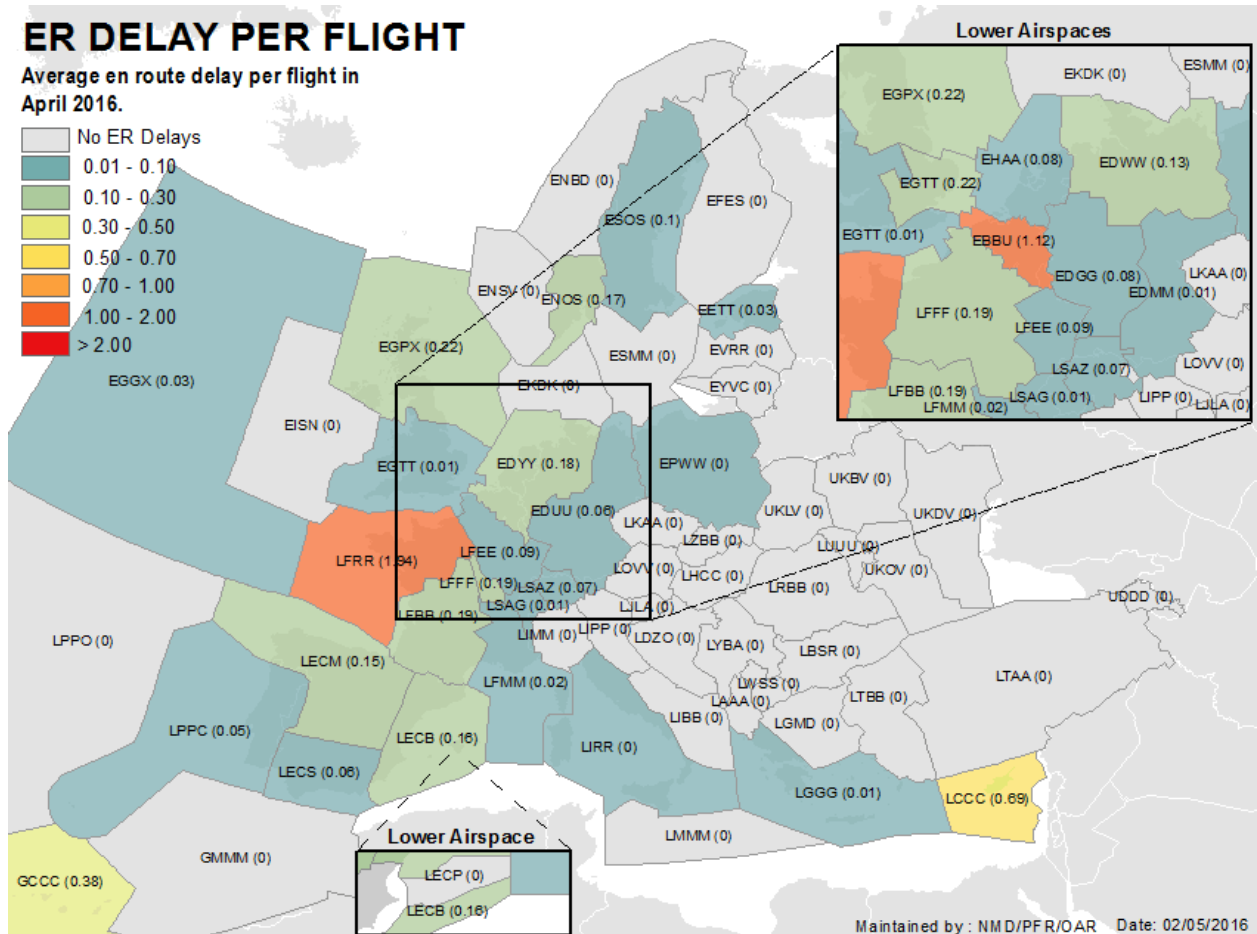 ER DELAY PER FLIGHT
Average en route delay per flight in
April 2016.
No ER Delays
0.01 - 0.10
0.10 - 0.30
0.30 - 0.50
0.50 - 0.70
0.70 - 1.00
1.00 - 2.00
> 2.00
Lower Airspaces
EKDK (0)
ESMM (0)
EGPX (0.22)
EHAA (0.08)
EDWW (0.13)
EGTT (0.22)
EGTT (0.01)
EBBU (1.12)
EDGG (0.08)
LKAA (0)
EDMM (0.01)
LFFF (0.19)
LFEE (0.09)
LOVV (0)
LSAZ (0.07)
LFBB (0.19)
LSAG (0.01)
LIPP (0)
LFMM (0.02)
LJLA (0)
ENBD (0)
ESOS (0.1)
EFES (0)
ENSV (0)
ENOS (0.17)
EETT (0.03)
EGPX (0.22)
ESMM (0)
EVRR (0)
EGGX (0.03)
EKDK (0)
EYVC (0)
EISN (0)
EGTT (0.01)
EDYY (0.18)
EPWW (0)
UKBV (0)
EDUU (0.06)
UKLV (0)
UKDV (0)
LKAA (0)
LZBB (0)
LFRR (1.94)
LFEE (0.09)
LUUU (0)
LOVV (0)
LHCC (0)
UKOV (0)
LFFF (0.19)
LSAZ (0.07)
LRBB (0)
UDDD (0)
LFBB (0.19)
LSAG (0.01)
LJLA (0)
LPPO (0)
LIMM (0)
LIPP (0)
LDZO (0)
LYBA (0)
LBSR (0)
LECM (0.15)
LTAA (0)
LFMM (0.02)
LWSS (0)
LAAA (0)
LTBB (0)
LPPC (0.05)
LECB (0.16)
LIRR (0)
LIBB (0)
LGMD (0)
LECS (0.06)
LGGG (0.01)
LCCC (0.69)
Lower Airspace
LMMM (0)
GMMM (0)
GCCC (0.38)
LECP (0)
LECB (0.16)
Maintained by : NMD/PFR/OAR Date: 02/05/2016